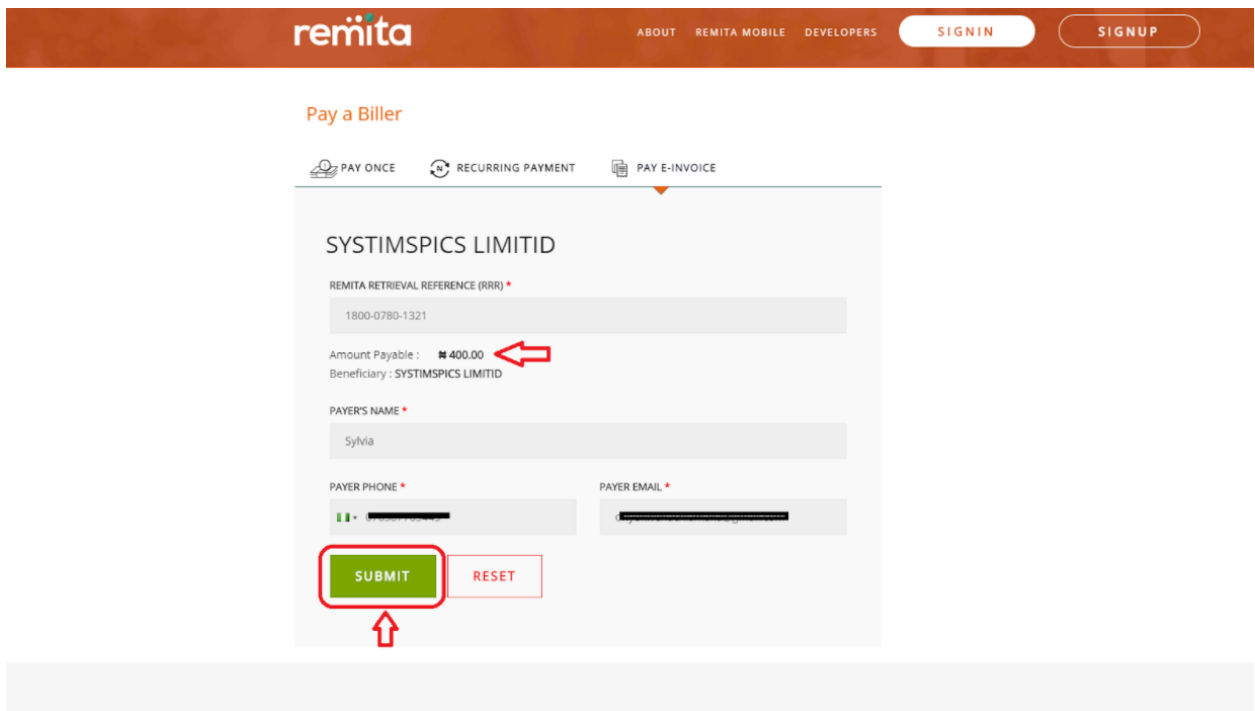 remita
ABOUT REMITA MOBILE DEVELOPERS SIGNIN SIGNUP
Pay a Biller
PAY ONCE RECURRING PAYMENT PAY E-INVOICE
SYSTIMSPICS LIMITID
REMITA RETRIEVAL REFERENCE (RRR) *
1800-0780-1321
Amount Payable : ₦ 400.00
Beneficiary : SYSTIMSPICS LIMITID
PAYER'S NAME *
Sylvia
PAYER PHONE * PAYER EMAIL *
SUBMIT RESET